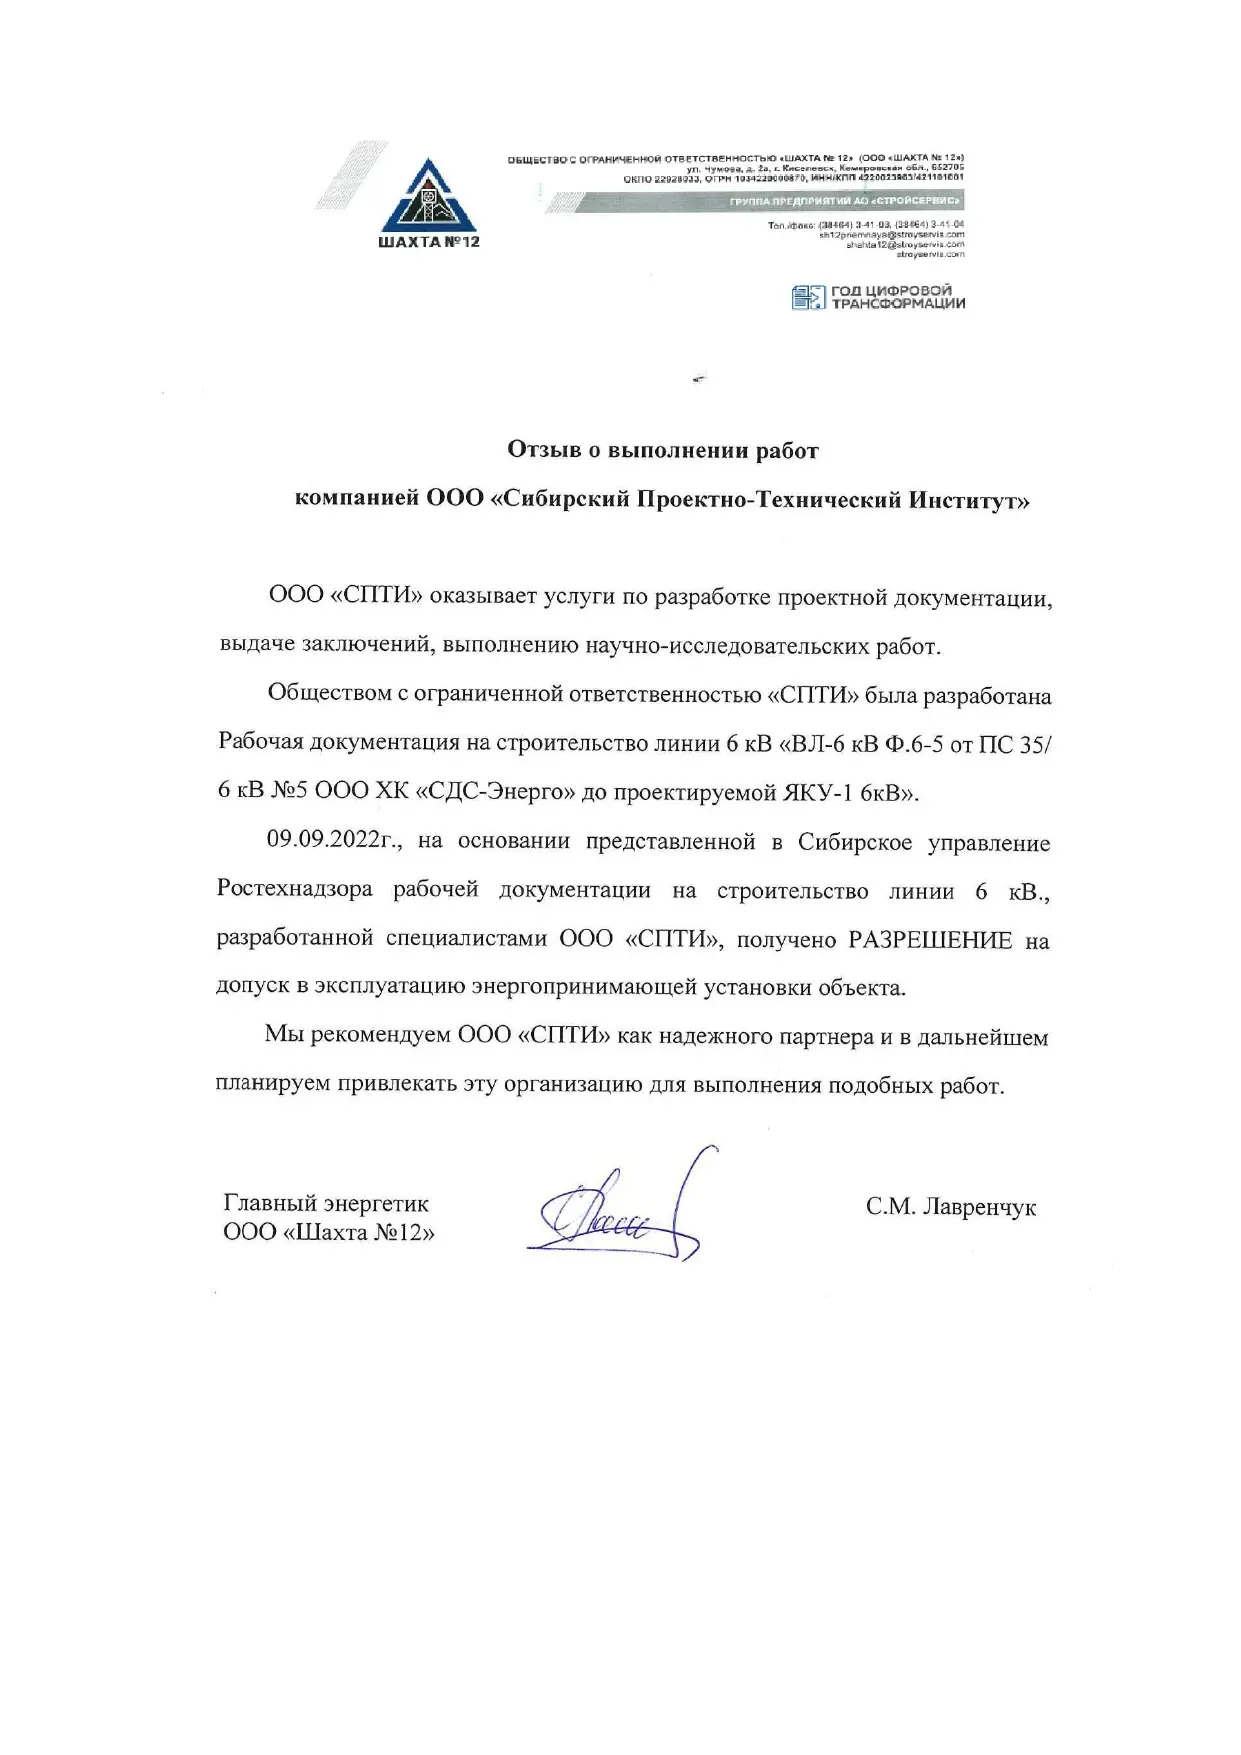 ШАХТА №12
ОБЩЕСТВО С ОГРАНИЧЕННОЙ ОТВЕТСТВЕННОСТЬЮ «ШАХТА № 12» (ООО «ШАХТА № 12»)
ул. Чумова, д. 2а, г. Киселевск, Кемеровская обл., 652705
ОКПО 22928033, ОГРН 1034220000870, ИНН/КПП
ГРУППА ПРЕДПРИЯТИЙ АО «СТРОЙСЕРВИС»
Тел./факс: (38464) 3-41-03, (38464) 3-41-04
sh12priemnaya@stroyservis.com
shahta12@stroyservis.com
stroyservis.com
ГОД ЦИФРОВОЙ
ТРАНСФОРМАЦИИ
Отзыв о выполнении работ
компанией ООО «Сибирский Проектно-Технический Институт»
ООО «СПТИ» оказывает услуги по разработке проектной документации,
выдаче заключений, выполнению научно-исследовательских работ.
Обществом с ограниченной ответственностью «СПТИ» была разработана
Рабочая документация на строительство линии 6 кВ «ВЛ-6 кВ Ф.6-5 от ПС 35/
6 кВ №5 ООО ХК «СДС-Энерго» до проектируемой ЯКУ-1 6кВ».
09.09.2022г., на основании представленной в Сибирское управление
Ростехнадзора рабочей документации на строительство линии 6 кВ.,
разработанной специалистами ООО «СПТИ», получено РАЗРЕШЕНИЕ на
допуск в эксплуатацию энергопринимающей установки объекта.
Мы рекомендуем ООО «СПТИ» как надежного партнера и в дальнейшем
планируем привлекать эту организацию для выполнения подобных работ.
Главный энергетик
ООО «Шахта №12»
С.М. Лавренчук